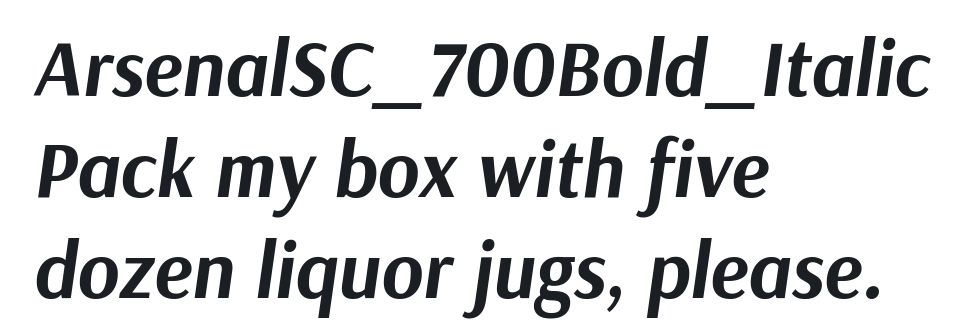 ArsenalSC_700Bold_Italic
Pack my box with five
dozen liquor jugs, please.